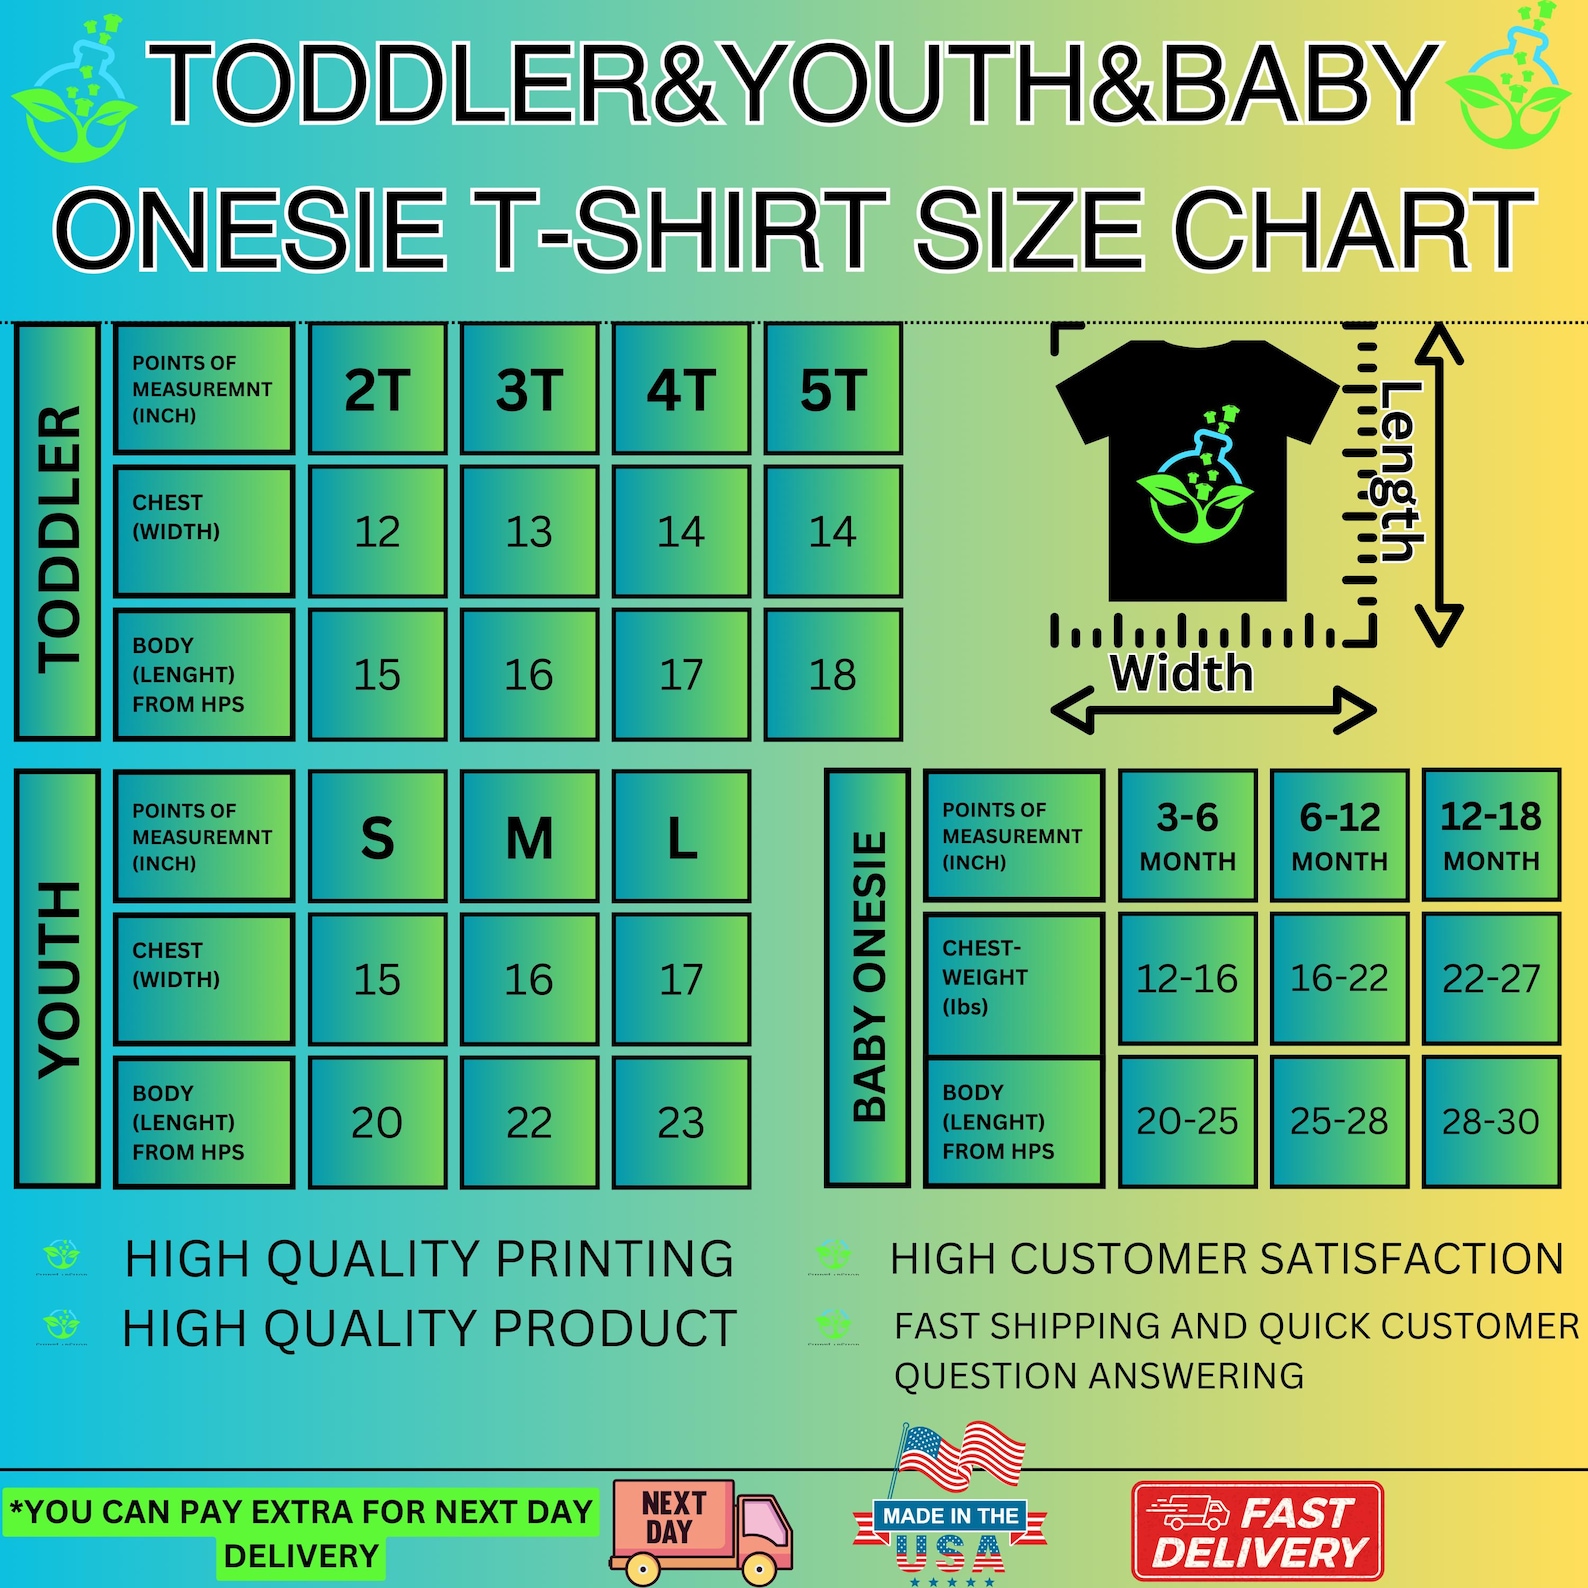 TODDLER&YOUTH&BABY
ONESIE T-SHIRT SIZE CHART
TODDLER
POINTS OF
MEASUREMNT
(INCH)
2T
3T
4T
5T
CHEST
(WIDTH)
12
13
14
14
BODY
(LENGHT)
FROM HPS
15
16
17
18
Length
Width
YOUTH
POINTS OF
MEASUREMNT
(INCH)
S
M
L
CHEST
(WIDTH)
15
16
17
BODY
(LENGHT)
FROM HPS
20
22
23
BABY ONESIE
POINTS OF
MEASUREMNT
(INCH)
3-6
MONTH
6-12
MONTH
12-18
MONTH
CHEST-
WEIGHT
(lbs)
12-16
16-22
22-27
BODY
(LENGHT)
FROM HPS
20-25
25-28
28-30
HIGH QUALITY PRINTING
HIGH QUALITY PRODUCT
HIGH CUSTOMER SATISFACTION
FAST SHIPPING AND QUICK CUSTOMER
QUESTION ANSWERING
*YOU CAN PAY EXTRA FOR NEXT DAY
DELIVERY
NEXT
DAY
MADE IN THE
USA
FAST
DELIVERY